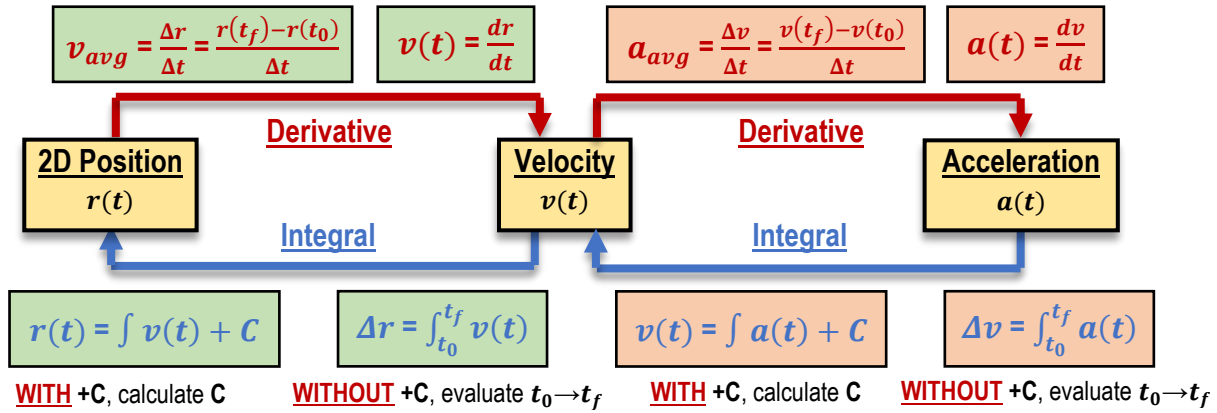 v_avg = Δr/Δt = r(t_f)−r(t_0)/Δt
v(t) = dr/dt
a_avg = Δv/Δt = v(t_f)−v(t_0)/Δt
a(t) = dv/dt
Derivative
Derivative
2D Position
r(t)
Velocity
v(t)
Acceleration
a(t)
Integral
Integral
r(t) = ∫ v(t) + C
Δr = ∫_{t_0}^{t_f} v(t)
v(t) = ∫ a(t) + C
Δv = ∫_{t_0}^{t_f} a(t)
WITH +C, calculate C
WITHOUT +C, evaluate t_0→t_f
WITH +C, calculate C
WITHOUT +C, evaluate t_0→t_f